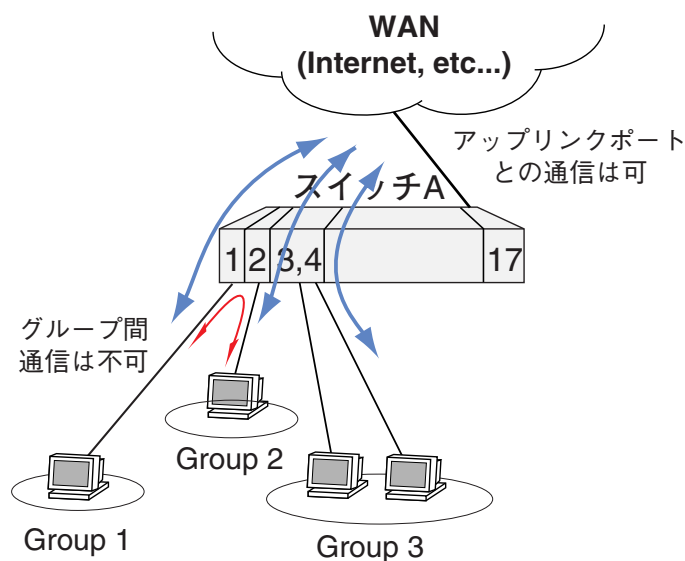 WAN
(Internet, etc...)
アップリンクポート
との通信は可
スイッチA
1
2
3,4
17
グループ間
通信は不可
Group 2
Group 1
Group 3